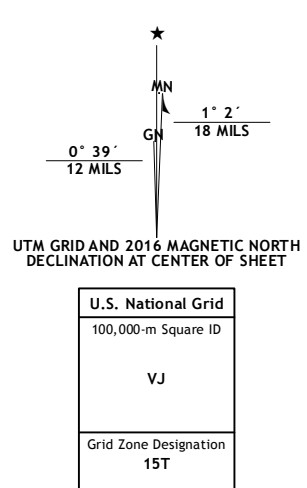 ★
MN
1° 2´
18 MILS
GN
0° 39´
12 MILS
UTM GRID AND 2016 MAGNETIC NORTH
DECLINATION AT CENTER OF SHEET
U.S. National Grid
100,000-m Square ID
VJ
Grid Zone Designation
15T